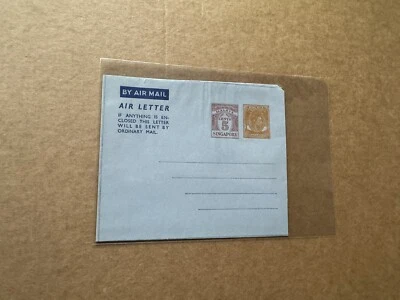 BY AIR MAIL
AIR LETTER
IF ANYTHING IS EN-
CLOSED THIS LETTER
WILL BE SENT BY
ORDINARY MAIL.
5
SINGAPORE